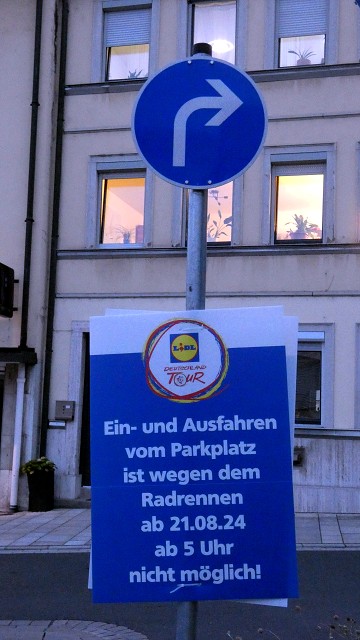 LIDL
DEUTSCHLAND
TOUR
Ein- und Ausfahren
vom Parkplatz
ist wegen dem
Radrennen
ab 21.08.24
ab 5 Uhr
nicht möglich!